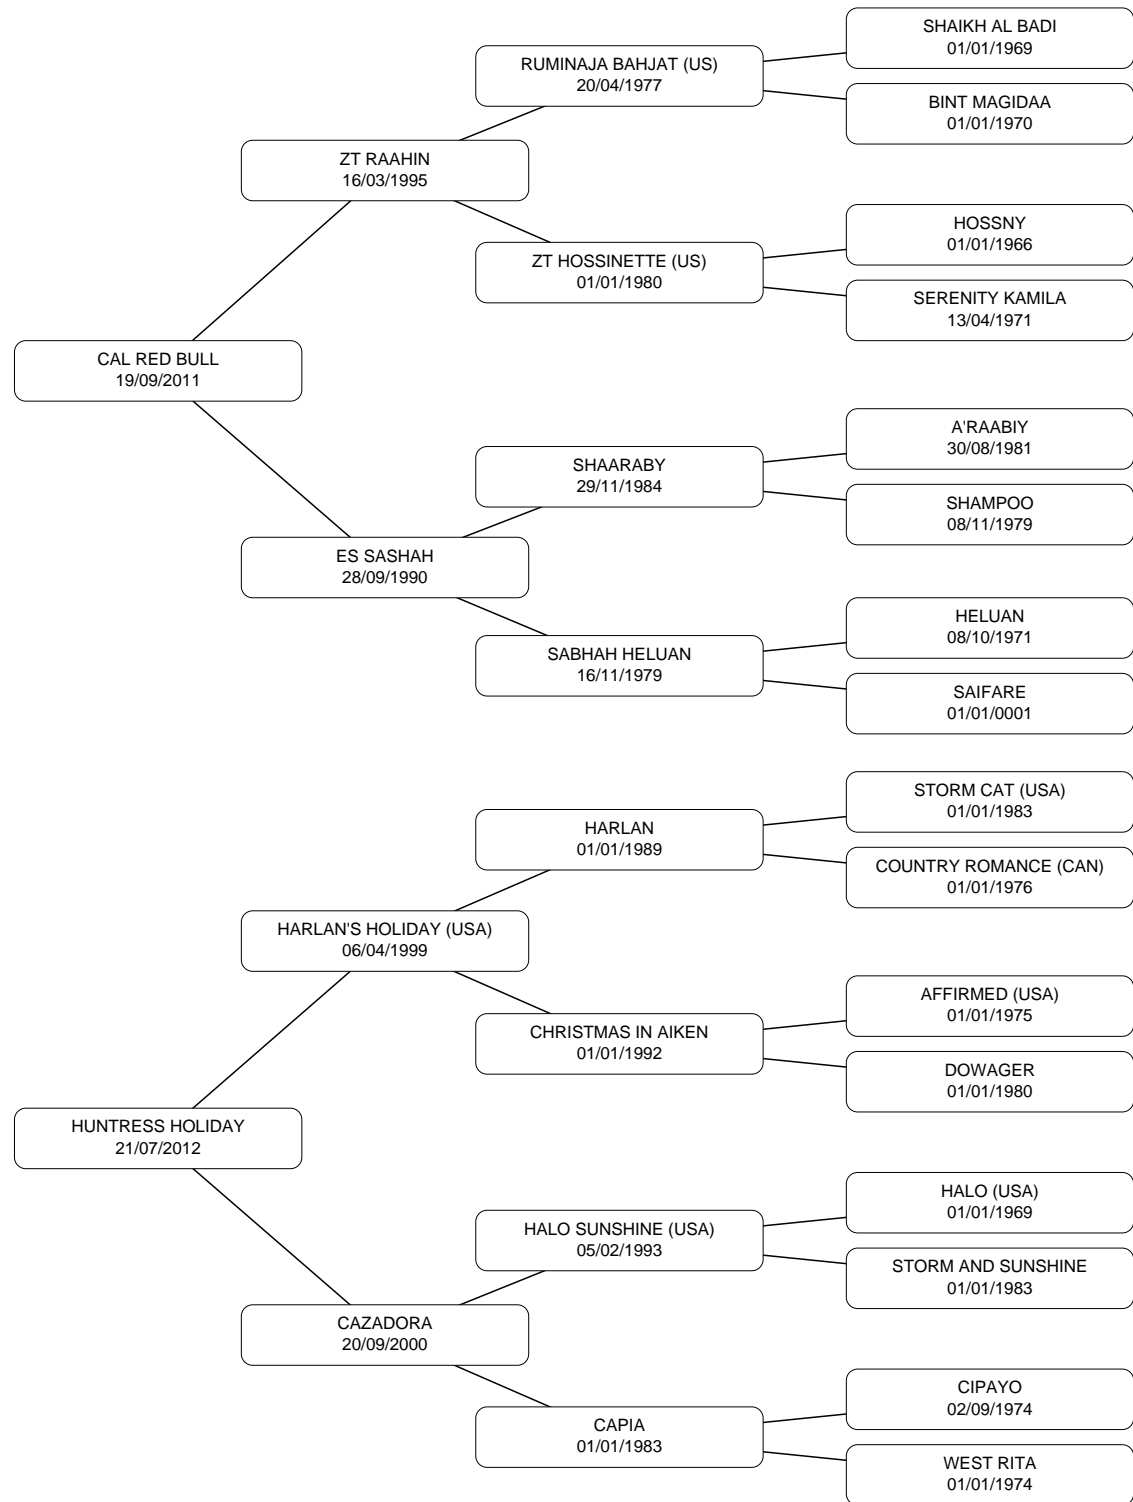 SHAIKH AL BADI
01/01/1969
RUMINAJA BAHJAT (US)
20/04/1977
BINT MAGIDAA
01/01/1970
ZT RAAHIN
16/03/1995
HOSSNY
01/01/1966
ZT HOSSINETTE (US)
01/01/1980
SERENITY KAMILA
13/04/1971
CAL RED BULL
19/09/2011
A'RAABIY
30/08/1981
SHAARABY
29/11/1984
SHAMPOO
08/11/1979
ES SASHAH
28/09/1990
HELUAN
08/10/1971
SABHAH HELUAN
16/11/1979
SAIFARE
01/01/0001
STORM CAT (USA)
01/01/1983
HARLAN
01/01/1989
COUNTRY ROMANCE (CAN)
01/01/1976
HARLAN'S HOLIDAY (USA)
06/04/1999
AFFIRMED (USA)
01/01/1975
CHRISTMAS IN AIKEN
01/01/1992
DOWAGER
01/01/1980
HUNTRESS HOLIDAY
21/07/2012
HALO (USA)
01/01/1969
HALO SUNSHINE (USA)
05/02/1993
STORM AND SUNSHINE
01/01/1983
CAZADORA
20/09/2000
CIPAYO
02/09/1974
CAPIA
01/01/1983
WEST RITA
01/01/1974